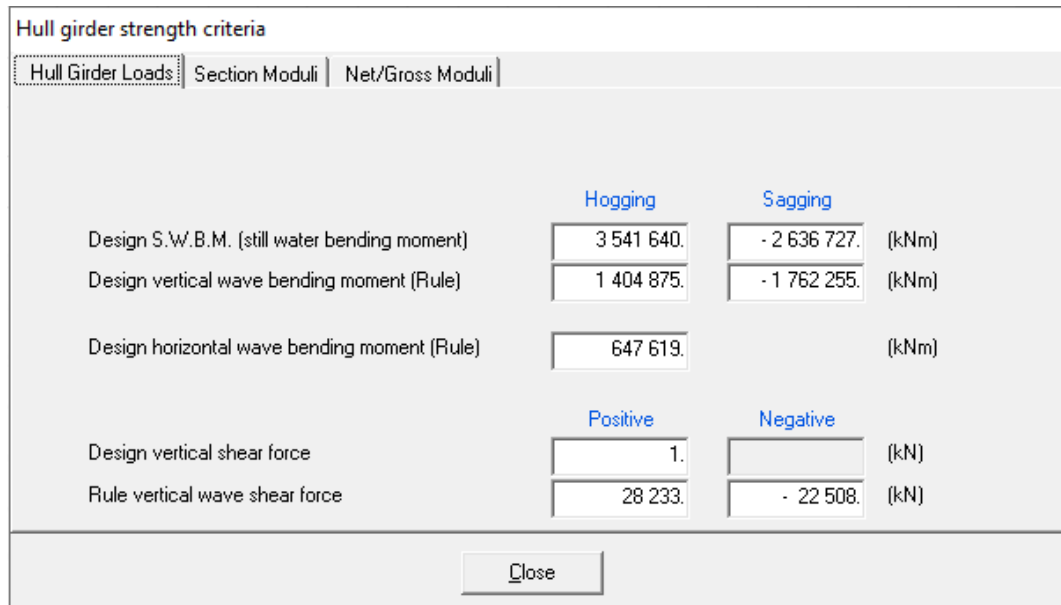 Hull girder strength criteria
Hull Girder Loads Section Moduli Net/Gross Moduli
Hogging Sagging
Design S.W.B.M. (still water bending moment) 3 541 640. - 2 636 727. (kNm)
Design vertical wave bending moment (Rule) 1 404 875. - 1 762 255. (kNm)
Design horizontal wave bending moment (Rule) 647 619. (kNm)
Positive Negative
Design vertical shear force 1. (kN)
Rule vertical wave shear force 28 233. - 22 508. (kN)
Close